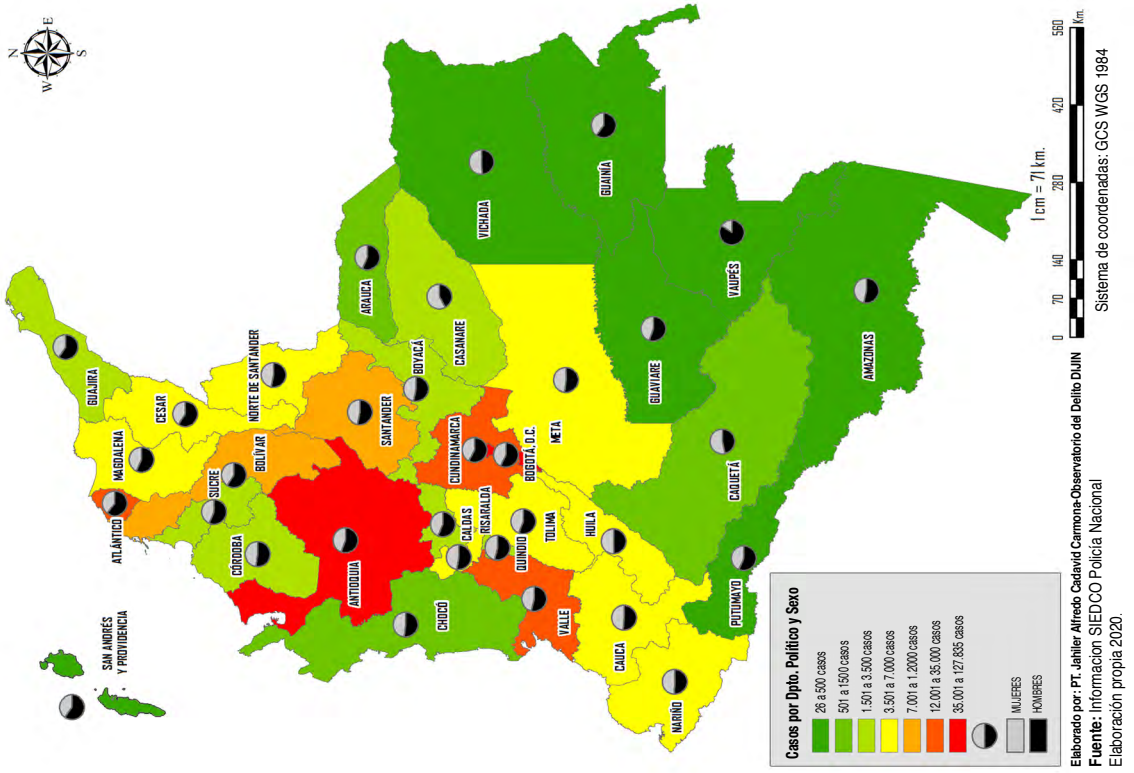 N
W
E
S
SAN ANDRÉS
Y PROVIDENCIA
GUAJIRA
ATLÁNTICO
MAGDALENA
CESAR
SUCRE
BOLÍVAR
NORTE DE SANTANDER
CÓRDOBA
ANTIOQUIA
SANTANDER
ARAUCA
BOYACÁ
CASANARE
VICHADA
CHOCÓ
CALDAS
RISARALDA
CUNDINAMARCA
BOGOTÁ, D.C.
QUINDIO
TOLIMA
META
VALLE
HUILA
GUAINÍA
GUAVIARE
CAUCA
CAQUETÁ
VAUPÉS
NARIÑO
PUTUMAYO
AMAZONAS
Casos por Dpto. Político y Sexo
26 a 500 casos
501 a 1500 casos
1.501 a 3.500 casos
3.501 a 7.000 casos
7.001 a 1.2000 casos
12.001 a 35.000 casos
35.001 a 127.835 casos
MUJERES
HOMBRES
1 cm = 71 km.
0 70 140 280 420 560
Km.
Sistema de coordenadas: GCS WGS 1984
Elaborado por: PT. Jahiler Alfredo Cadavid Carmona-Observatorio del Delito DIJIN
Fuente: Informacion SIEDCO Policía Nacional
Elaboración propia 2020.